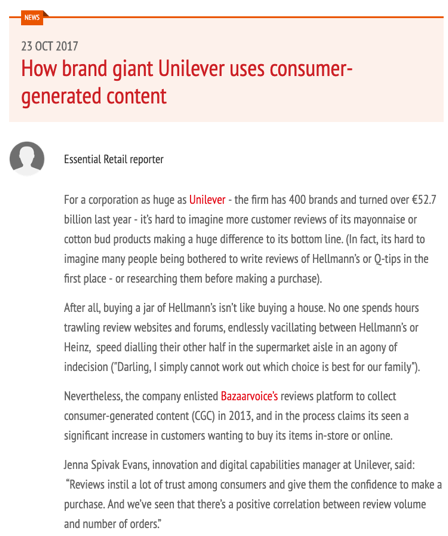 NEWS
23 OCT 2017
How brand giant Unilever uses consumer-
generated content
Essential Retail reporter
For a corporation as huge as Unilever - the firm has 400 brands and turned over €52.7
billion last year - it's hard to imagine more customer reviews of its mayonnaise or
cotton bud products making a huge difference to its bottom line. (In fact, its hard to
imagine many people being bothered to write reviews of Hellmann's or Q-tips in the
first place - or researching them before making a purchase).
After all, buying a jar of Hellmann's isn't like buying a house. No one spends hours
trawling review websites and forums, endlessly vacillating between Hellmann's or
Heinz,  speed dialling their other half in the supermarket aisle in an agony of
indecision ("Darling, I simply cannot work out which choice is best for our family").
Nevertheless, the company enlisted Bazaarvoice's reviews platform to collect
consumer-generated content (CGC) in 2013, and in the process claims its seen a
significant increase in customers wanting to buy its items in-store or online.
Jenna Spivak Evans, innovation and digital capabilities manager at Unilever, said:
"Reviews instil a lot of trust among consumers and give them the confidence to make a
purchase. And we've seen that there's a positive correlation between review volume
and number of orders."